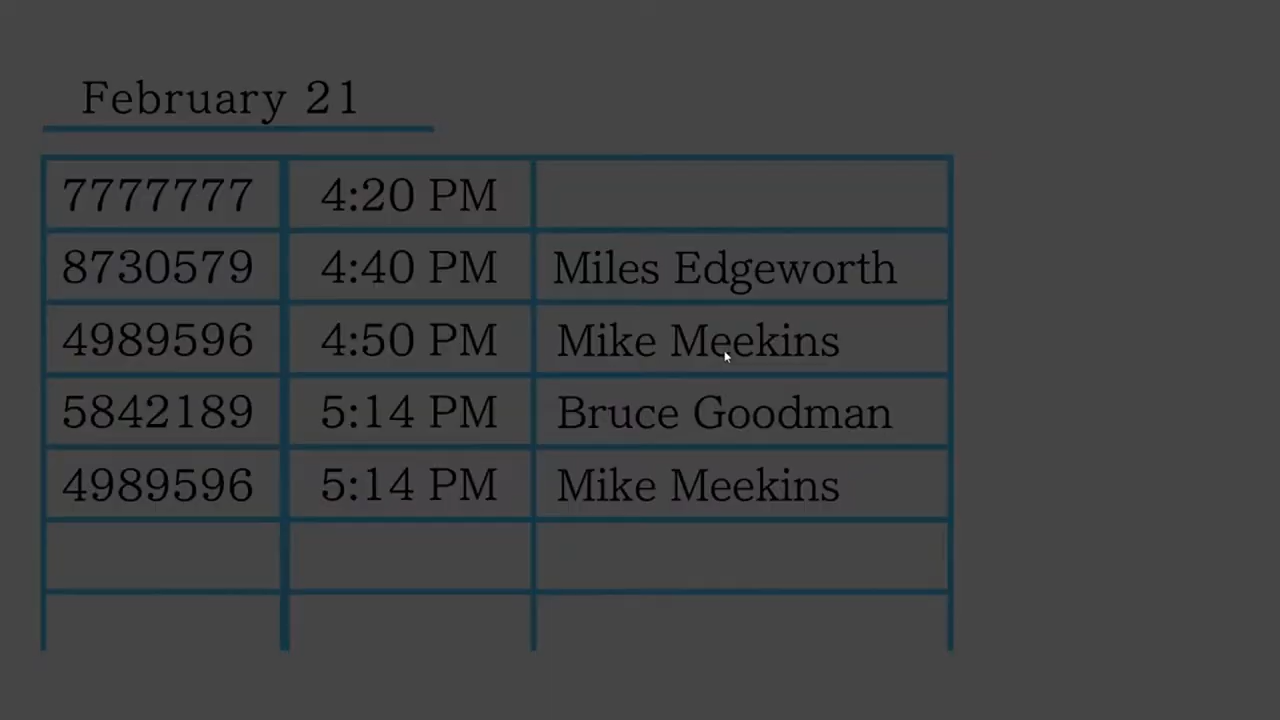 February 21
7777777 4:20 PM
8730579 4:40 PM Miles Edgeworth
4989596 4:50 PM Mike Meekins
5842189 5:14 PM Bruce Goodman
4989596 5:14 PM Mike Meekins